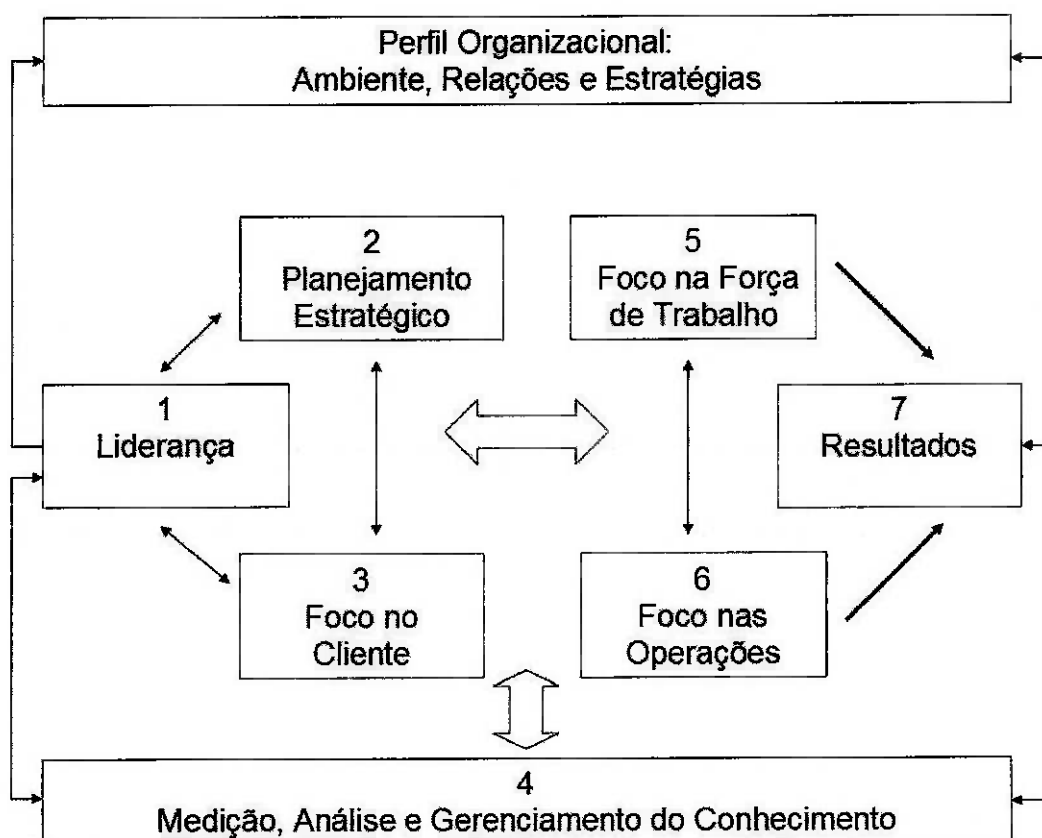 Perfil Organizacional:
Ambiente, Relações e Estratégias
2
Planejamento
Estratégico
5
Foco na Força
de Trabalho
1
Liderança
7
Resultados
3
Foco no
Cliente
6
Foco nas
Operações
4
Medição, Análise e Gerenciamento do Conhecimento